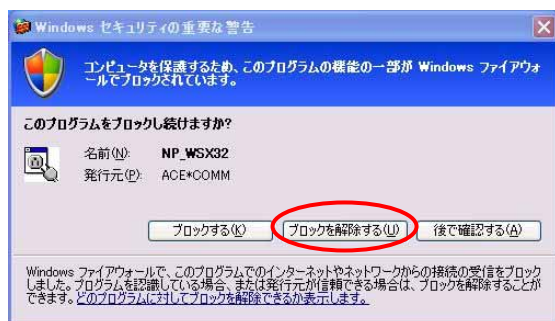 Windows セキュリティの重要な警告
コンピュータを保護するため、このプログラムの機能の一部が Windows ファイアウォ
ールでブロックされています。
このプログラムをブロックし続けますか?
名前(N): NP_WSX32
発行元(P): ACE*COMM
ブロックする(K) ブロックを解除する(U) 後で確認する(A)
Windows ファイアウォールで、このプログラムでのインターネットやネットワークからの接続の受信をブロック
しました。プログラムを認識している場合、または発行元が信頼できる場合は、ブロックを解除することが
できます。どのプログラムに対してブロックを解除できるか表示します。